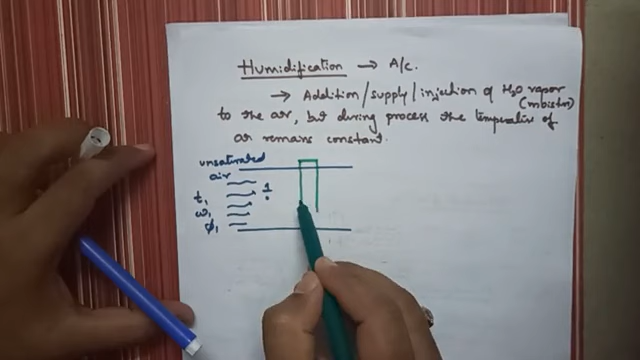 Humidification → A/c.
→ Addition/supply/injection of H₂O vapor
(moistur)
to the air, but during process the temperature of
air remains constant.
unsaturated
air
t₁
1
ω₁
φ₁